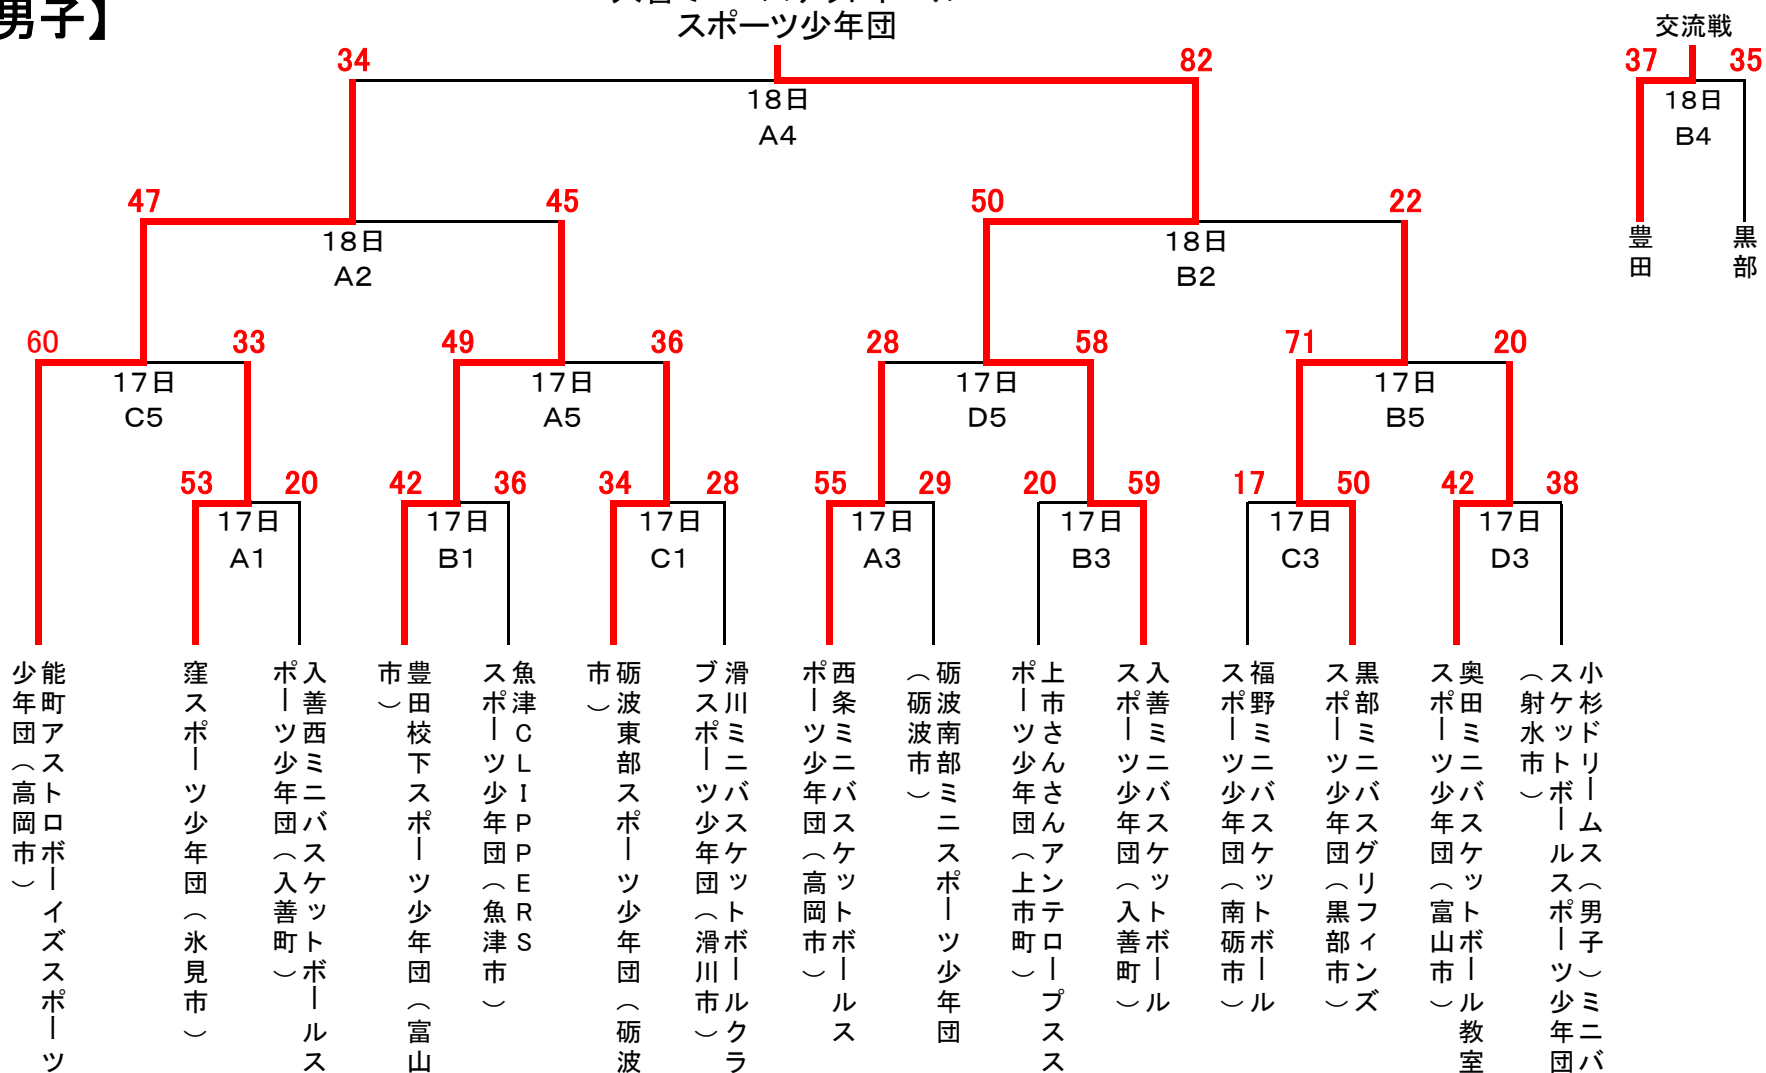 男子】
スポーツ少年団
交流戦
34
82
37
35
18日
A4
18日
B4
47
45
50
22
18日
A2
18日
B2
豊田
黒部
60
33
49
36
28
58
71
20
17日
C5
17日
A5
17日
D5
17日
B5
53
20
42
36
34
28
55
29
20
59
17
50
42
38
17日
A1
17日
B1
17日
C1
17日
A3
17日
B3
17日
C3
17日
D3
能町アストロボーイズスポーツ
少年団（高岡市）
窪スポーツ少年団（氷見市）
入善西ミニバスケットボールス
ポーツ少年団（入善町）
豊田校下スポーツ少年団（富山
市）
魚津CLIPPERS
スポーツ少年団（魚津市）
砺波東部スポーツ少年団（砺波
市）
滑川ミニバスケットボールクラ
ブスポーツ少年団（滑川市）
西条ミニバスケットボールス
ポーツ少年団（高岡市）
砺波南部ミニスポーツ少年団
（砺波市）
上市さんさんアンテロープスス
ポーツ少年団（上市町）
入善ミニバスケットボール
スポーツ少年団（入善町）
福野ミニバスケットボール
スポーツ少年団（南砺市）
黒部ミニバスグリフィンズ
スポーツ少年団（黒部市）
奥田ミニバスケットボール教室
スポーツ少年団（富山市）
小杉ドリームス（男子）ミニバ
スケットボールスポーツ少年団
（射水市）